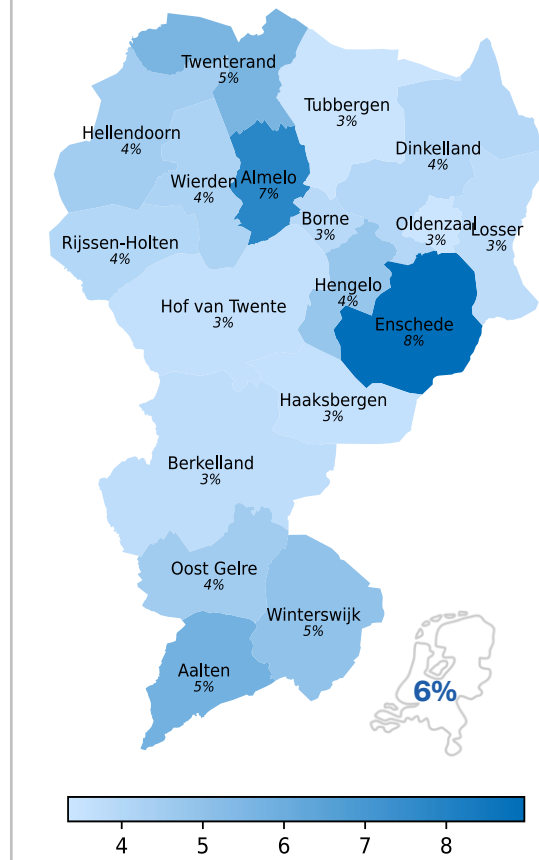 Twenterand
5%
Tubbergen
3%
Hellendoorn
4%
Dinkelland
4%
Wierden
4%
Almelo
7%
Borne
3%
Oldenzaal
3%
Losser
3%
Rijssen-Holten
4%
Hengelo
4%
Hof van Twente
3%
Enschede
8%
Haaksbergen
3%
Berkelland
3%
Oost Gelre
4%
Winterswijk
5%
Aalten
5%
6%
4 5 6 7 8